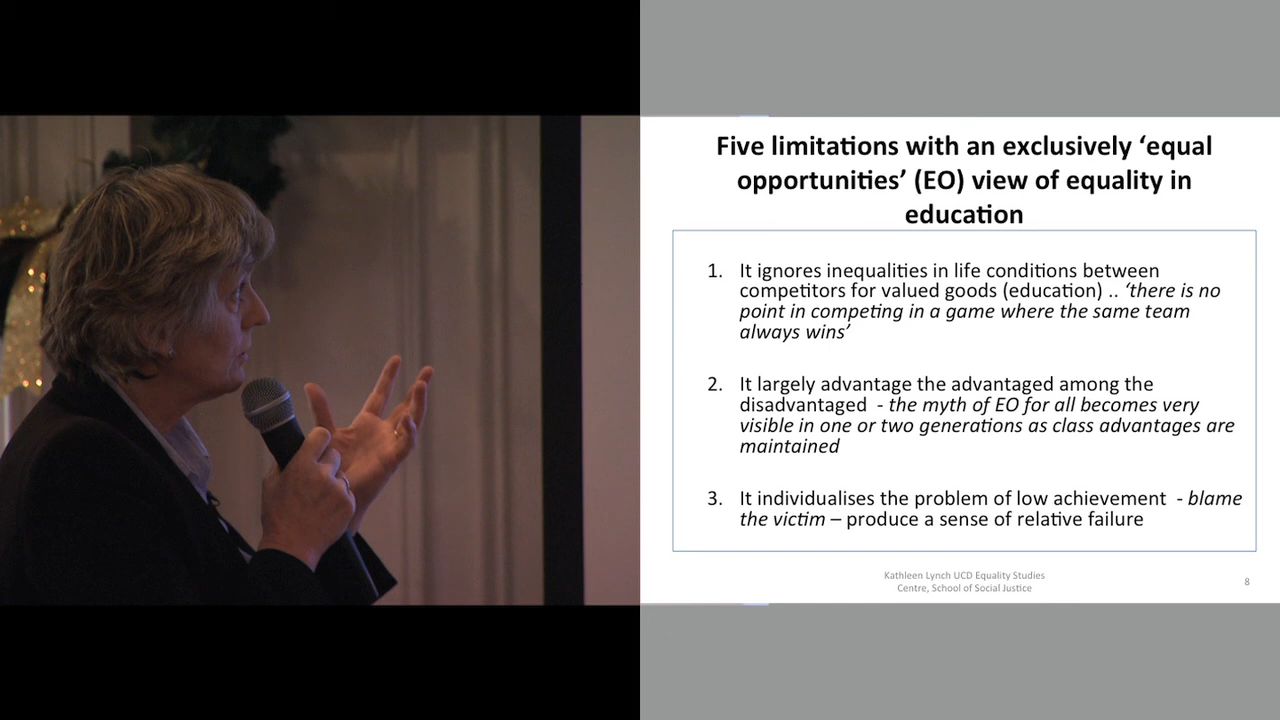 Five limitations with an exclusively ‘equal
opportunities’ (EO) view of equality in
education
1. It ignores inequalities in life conditions between
competitors for valued goods (education) .. ‘there is no
point in competing in a game where the same team
always wins’
2. It largely advantage the advantaged among the
disadvantaged - the myth of EO for all becomes very
visible in one or two generations as class advantages are
maintained
3. It individualises the problem of low achievement - blame
the victim – produce a sense of relative failure
Kathleen Lynch UCD Equality Studies
Centre, School of Social Justice
8